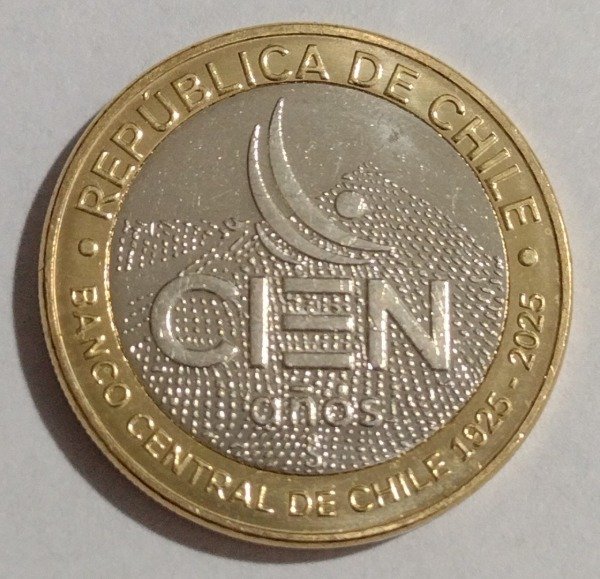 REPÚBLICA DE CHILE
CIEN
años
BANCO CENTRAL DE CHILE 1925 - 2025